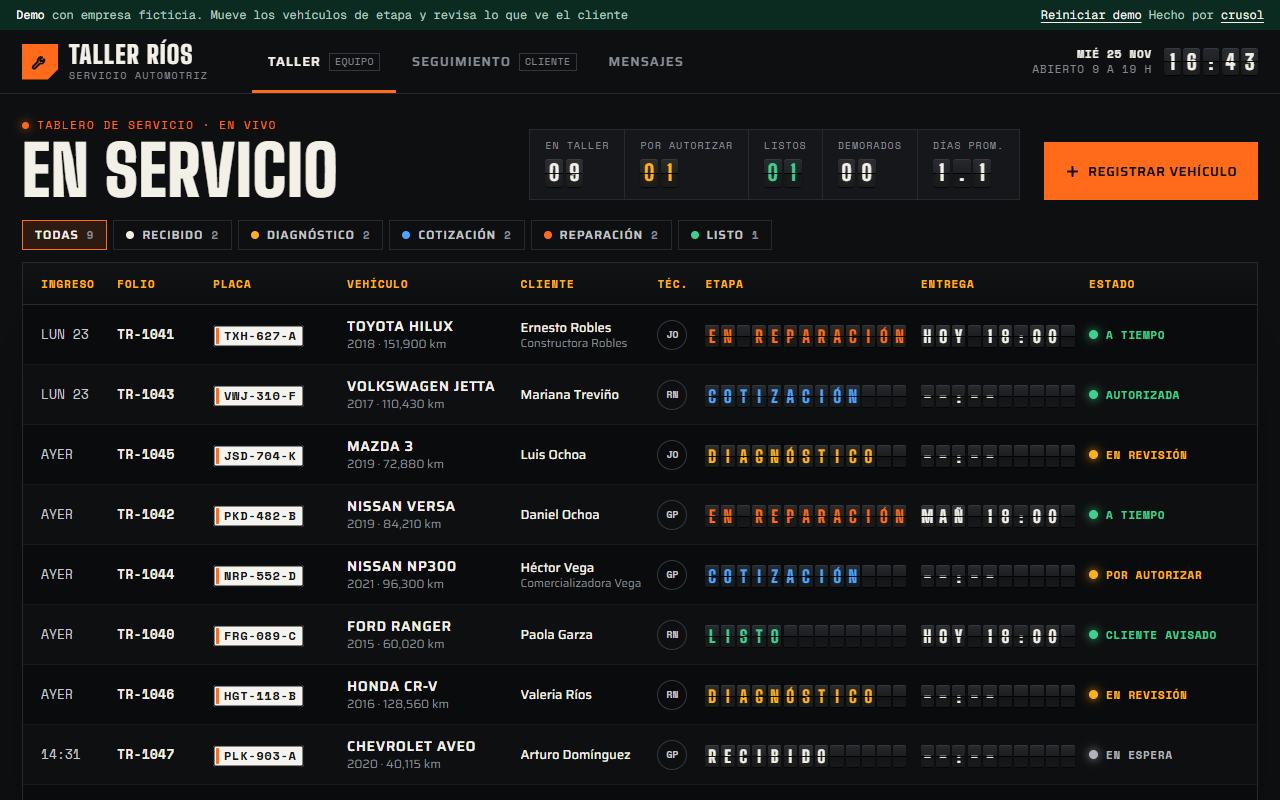 Demo con empresa ficticia. Mueve los vehículos de etapa y revisa lo que ve el cliente
Reiniciar demo Hecho por crusol
TALLER RÍOS
SERVICIO AUTOMOTRIZ
TALLER EQUIPO SEGUIMIENTO CLIENTE MENSAJES
MIÉ 25 NOV
ABIERTO 9 A 19 H
16:43
TABLERO DE SERVICIO · EN VIVO
EN SERVICIO
EN TALLER POR AUTORIZAR LISTOS DEMORADOS DÍAS PROM.
09 01 01 00 1.1
+ REGISTRAR VEHÍCULO
TODAS 9 RECIBIDO 2 DIAGNÓSTICO 2 COTIZACIÓN 2 REPARACIÓN 2 LISTO 1
INGRESO FOLIO PLACA VEHÍCULO CLIENTE TÉC. ETAPA ENTREGA ESTADO
LUN 23 TR-1041 TXH-627-A TOYOTA HILUX Ernesto Robles JO EN REPARACIÓN HOY 18:00 A TIEMPO
2018 · 151,900 km Constructora Robles
LUN 23 TR-1043 VWJ-310-F VOLKSWAGEN JETTA Mariana Treviño RN COTIZACIÓN --:-- AUTORIZADA
2017 · 110,430 km
AYER TR-1045 JSD-704-K MAZDA 3 Luis Ochoa JO DIAGNÓSTICO --:-- EN REVISIÓN
2019 · 72,880 km
AYER TR-1042 PKD-482-B NISSAN VERSA Daniel Ochoa GP EN REPARACIÓN MAÑ 18:00 A TIEMPO
2019 · 84,210 km
AYER TR-1044 NRP-552-D NISSAN NP300 Héctor Vega GP COTIZACIÓN --:-- POR AUTORIZAR
2021 · 96,300 km Comercializadora Vega
AYER TR-1040 FRG-089-C FORD RANGER Paola Garza RN LISTO HOY 18:00 CLIENTE AVISADO
2015 · 60,020 km
AYER TR-1046 HGT-118-B HONDA CR-V Valeria Ríos RN DIAGNÓSTICO --:-- EN REVISIÓN
2016 · 128,560 km
14:31 TR-1047 PLK-903-A CHEVROLET AVEO Arturo Domínguez GP RECIBIDO --:-- EN ESPERA
2020 · 40,115 km